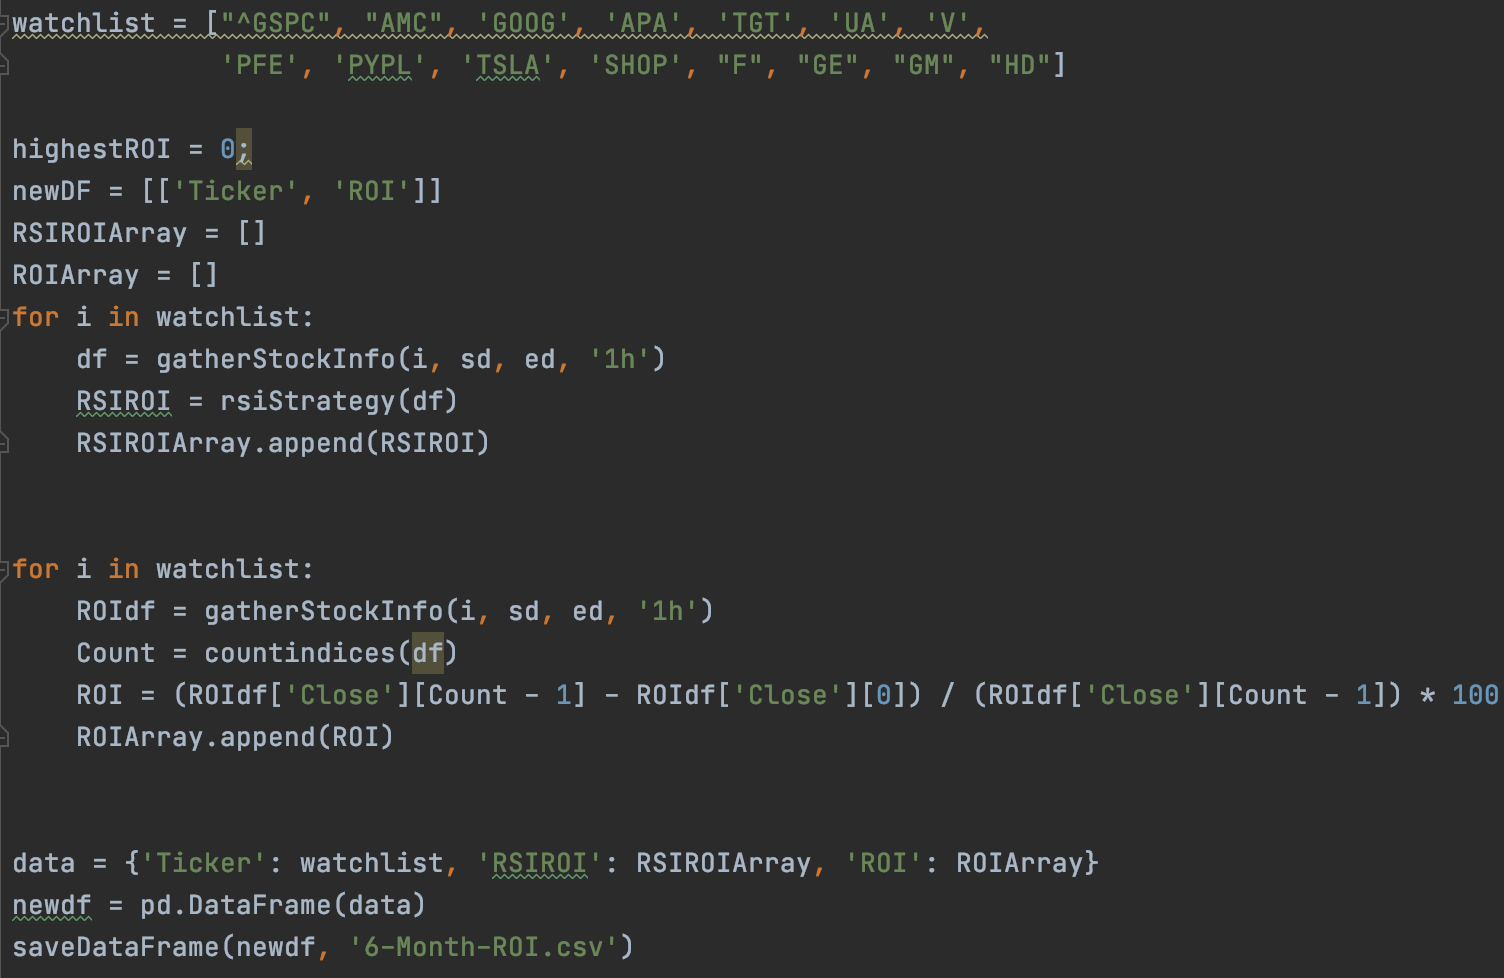 watchlist = ["^GSPC", "AMC", 'GOOG', 'APA', 'TGT', 'UA', 'V',
             'PFE', 'PYPL', 'TSLA', 'SHOP', "F", "GE", "GM", "HD"]
highestROI = 0;
newDF = [['Ticker', 'ROI']]
RSIROIArray = []
ROIArray = []
for i in watchlist:
    df = gatherStockInfo(i, sd, ed, '1h')
    RSIROI = rsiStrategy(df)
    RSIROIArray.append(RSIROI)
for i in watchlist:
    ROIdf = gatherStockInfo(i, sd, ed, '1h')
    Count = countindices(df)
    ROI = (ROIdf['Close'][Count - 1] - ROIdf['Close'][0]) / (ROIdf['Close'][Count - 1]) * 100
    ROIArray.append(ROI)
data = {'Ticker': watchlist, 'RSIROI': RSIROIArray, 'ROI': ROIArray}
newdf = pd.DataFrame(data)
saveDataFrame(newdf, '6-Month-ROI.csv')